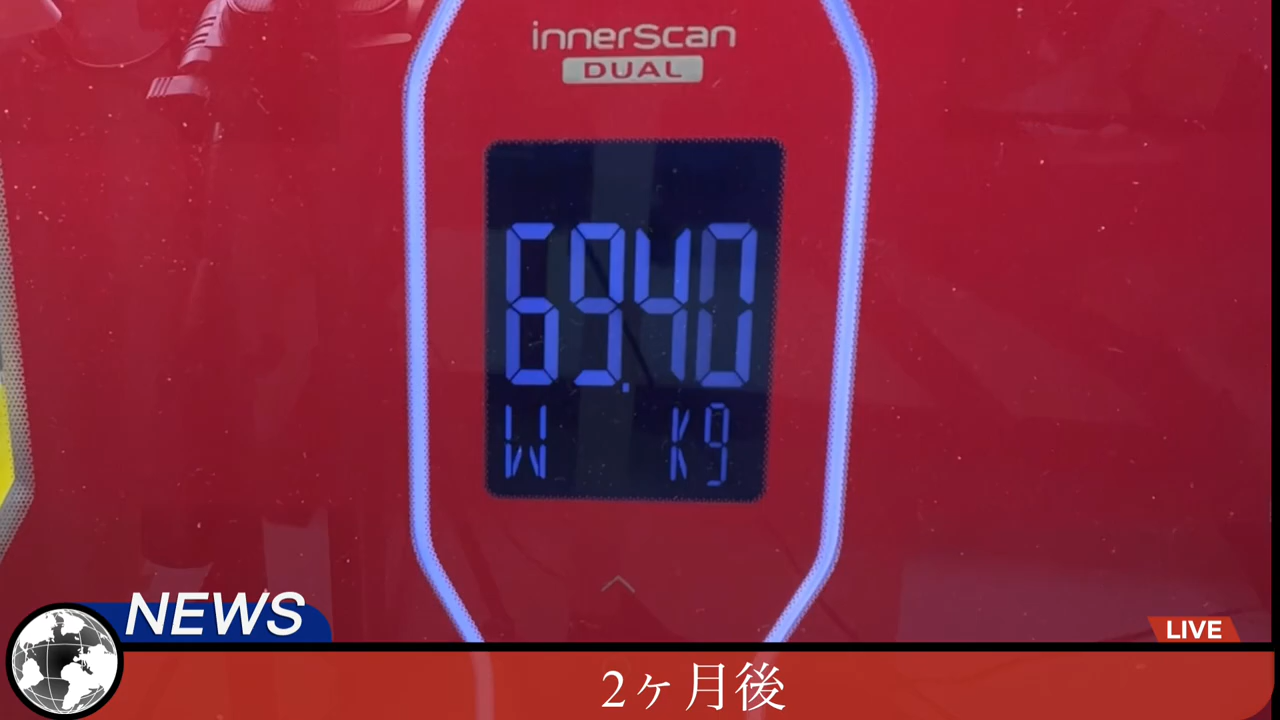 innerScan
DUAL
69.40
W Kg
NEWS
LIVE
2ヶ月後